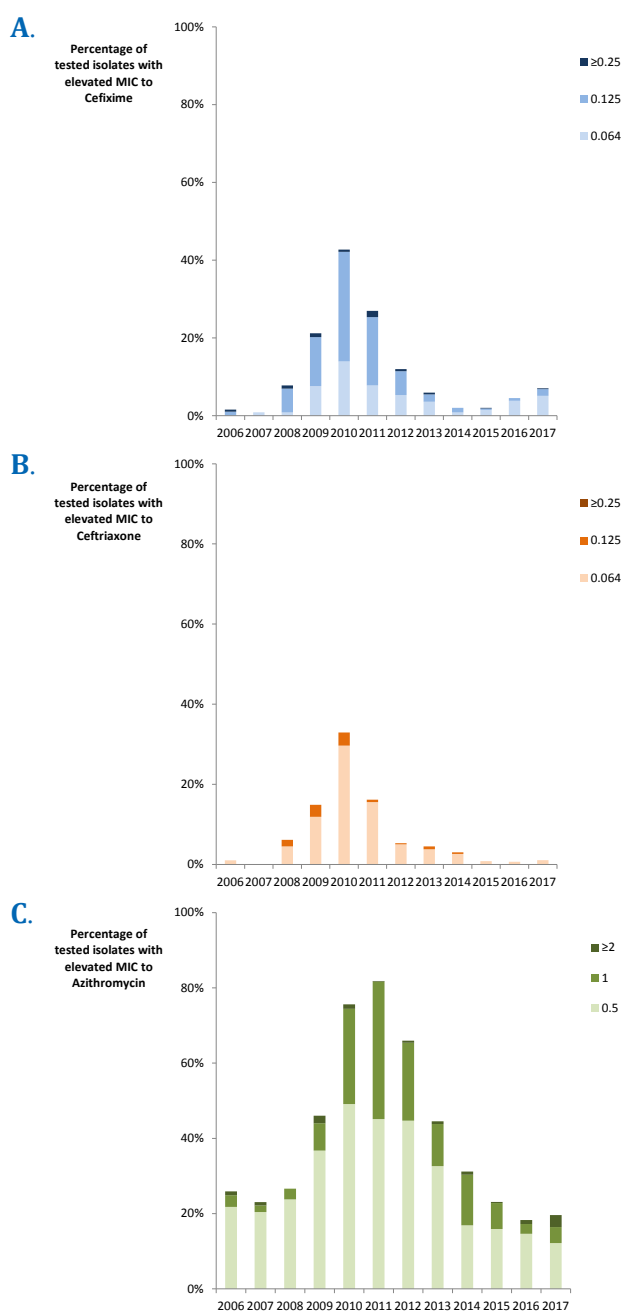 A.
Percentage of
tested isolates with
elevated MIC to
Cefixime
100%
80%
60%
40%
20%
0%
≥0.25
0.125
0.064
2006 2007 2008 2009 2010 2011 2012 2013 2014 2015 2016 2017
B.
Percentage of
tested isolates with
elevated MIC to
Ceftriaxone
100%
80%
60%
40%
20%
0%
≥0.25
0.125
0.064
2006 2007 2008 2009 2010 2011 2012 2013 2014 2015 2016 2017
C.
Percentage of
tested isolates with
elevated MIC to
Azithromycin
100%
80%
60%
40%
20%
0%
≥2
1
0.5
2006 2007 2008 2009 2010 2011 2012 2013 2014 2015 2016 2017